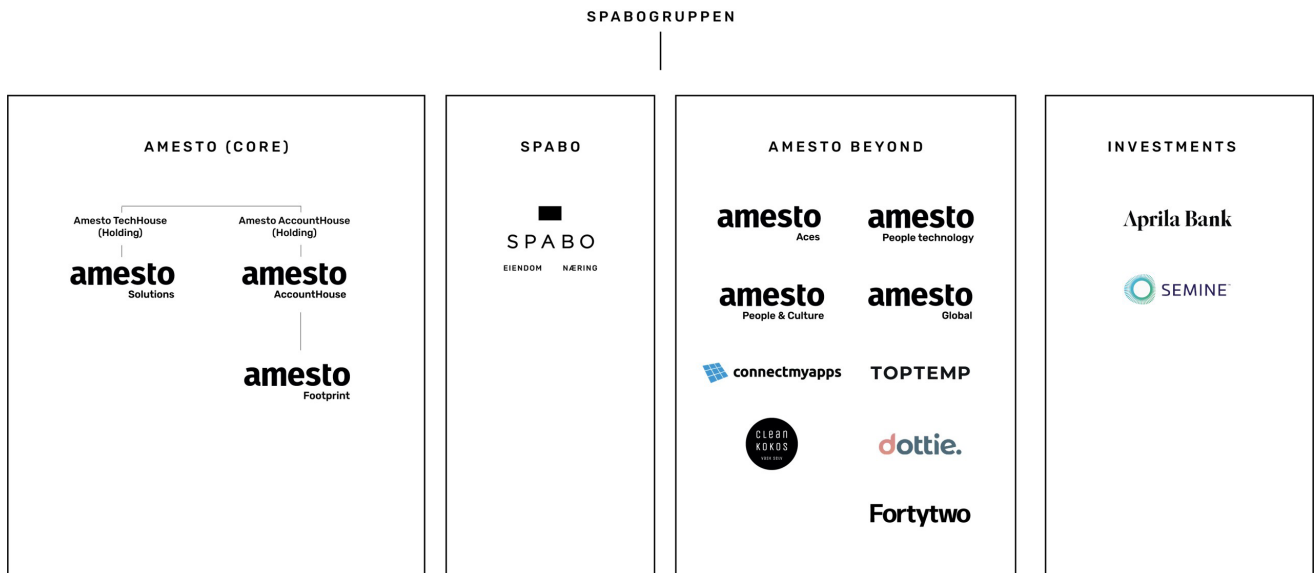 SPABOGRUPPEN
AMESTO (CORE)
Amesto TechHouse
(Holding)
Amesto AccountHouse
(Holding)
amesto
Solutions
amesto
AccountHouse
amesto
Footprint
SPABO
SPABO
EIENDOM NÆRING
AMESTO BEYOND
amesto
Aces
amesto
People technology
amesto
People & Culture
amesto
Global
connectmyapps
TOPTEMP
CLEAN
KOKOS
dottie.
Fortytwo
INVESTMENTS
Aprila Bank
SEMINE